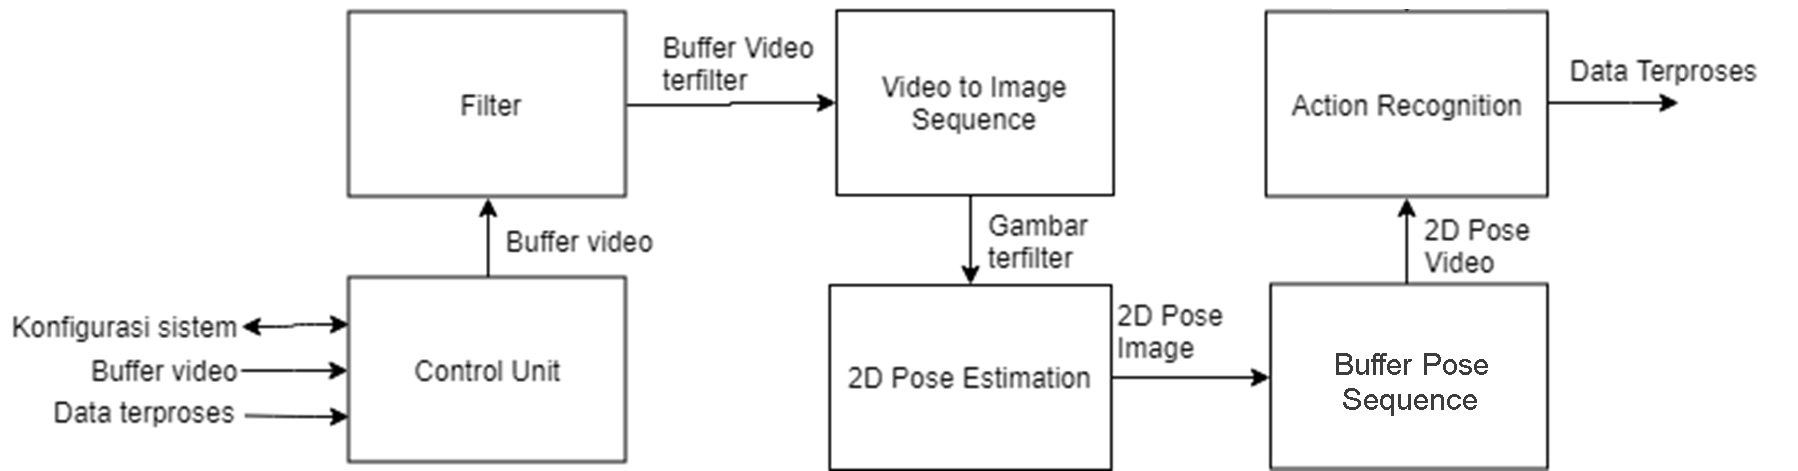 Filter
Buffer Video
terfilter
Video to Image
Sequence
Action Recognition
Data Terproses
Buffer video
Gambar
terfilter
2D Pose
Video
Konfigurasi sistem
Buffer video
Data terproses
Control Unit
2D Pose Estimation
2D Pose
Image
Buffer Pose
Sequence